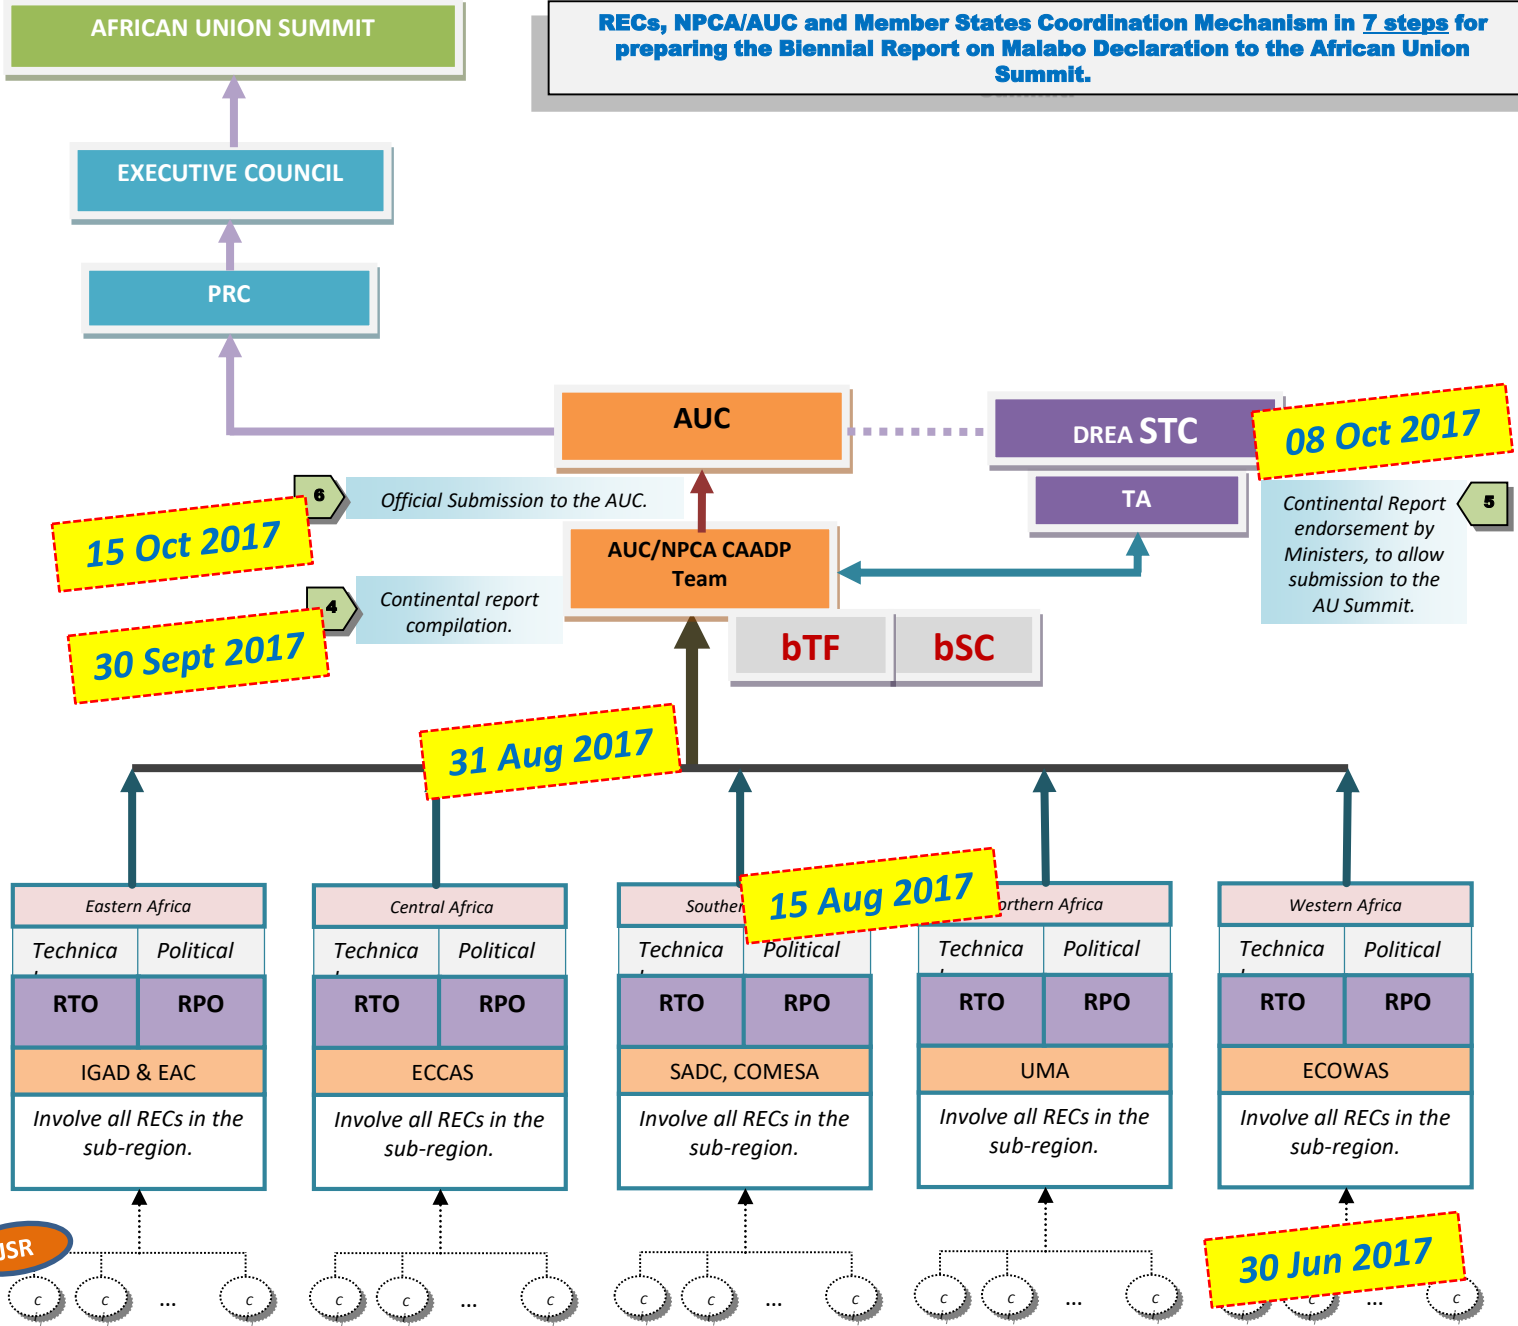 AFRICAN UNION SUMMIT
RECs, NPCA/AUC and Member States Coordination Mechanism in 7 steps for
preparing the Biennial Report on Malabo Declaration to the African Union
Summit.
EXECUTIVE COUNCIL
PRC
AUC
DREA STC
08 Oct 2017
TA
6
Official Submission to the AUC.
15 Oct 2017
Continental Report
endorsement by
Ministers, to allow
submission to the
AU Summit.
5
AUC/NPCA CAADP
Team
4
Continental report
compilation.
30 Sept 2017
bTF
bSC
31 Aug 2017
15 Aug 2017
Eastern Africa
Technica
Political
RTO
RPO
IGAD & EAC
Involve all RECs in the
sub-region.
Central Africa
Technica
Political
RTO
RPO
ECCAS
Involve all RECs in the
sub-region.
Souther
Technica
Political
RTO
RPO
SADC, COMESA
Involve all RECs in the
sub-region.
orthern Africa
Technica
Political
RTO
RPO
UMA
Involve all RECs in the
sub-region.
Western Africa
Technica
Political
RTO
RPO
ECOWAS
Involve all RECs in the
sub-region.
JSR
30 Jun 2017
c c ... c
c c ... c
c c ... c
c c ... c
... c